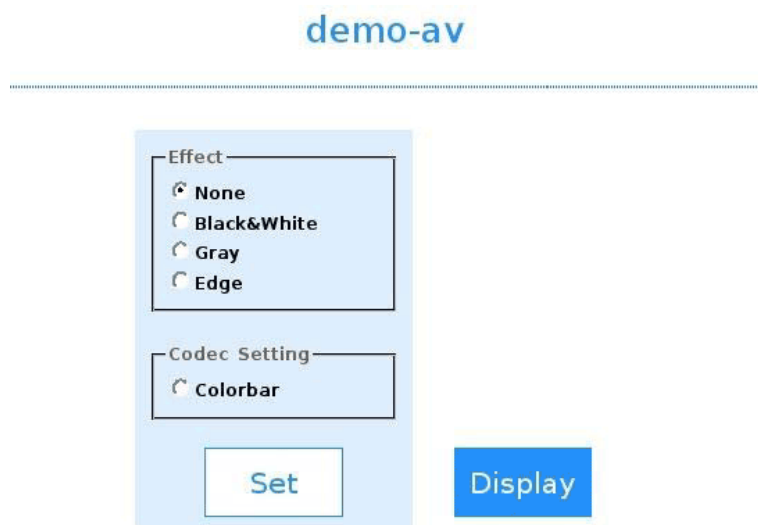 demo-av
Effect
None
Black&White
Gray
Edge
Codec Setting
Colorbar
Set
Display